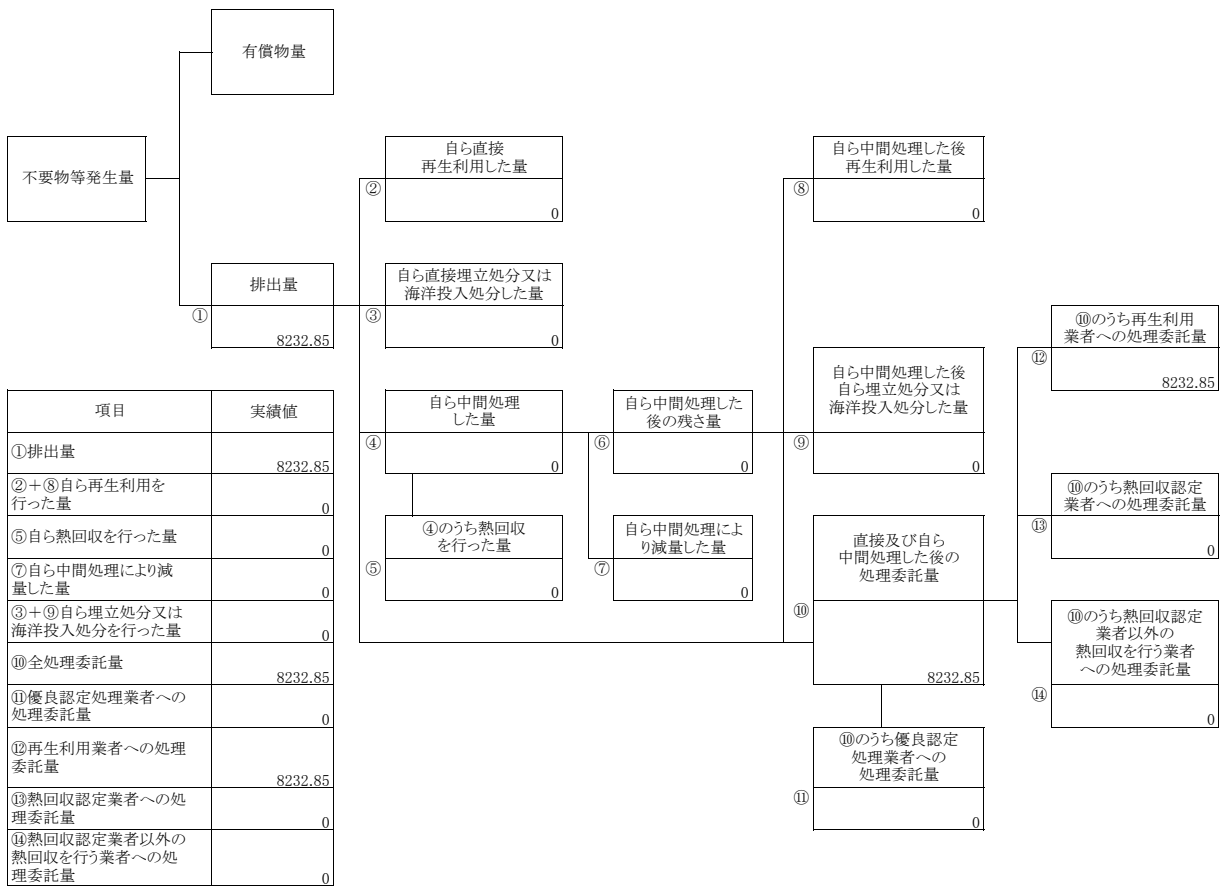 有償物量
不要物等発生量
自ら直接
再生利用した量
②
0
自ら中間処理した後
再生利用した量
⑧
0
排出量
①
8232.85
自ら直接埋立処分又は
海洋投入処分した量
③
0
⑩のうち再生利用
業者への処理委託量
⑫
8232.85
自ら中間処理
した量
④
0
自ら中間処理した
後の残さ量
⑥
0
自ら中間処理した後
自ら埋立処分又は
海洋投入処分した量
⑨
0
⑩のうち熱回収認定
業者への処理委託量
⑬
0
④のうち熱回収
を行った量
⑤
0
自ら中間処理によ
り減量した量
⑦
0
直接及び自ら
中間処理した後の
処理委託量
⑩
8232.85
⑩のうち熱回収認定
業者以外の
熱回収を行う業者
への処理委託量
⑭
0
⑩のうち優良認定
処理業者への
処理委託量
⑪
0
項目 実績値
①排出量
8232.85
②+⑧自ら再生利用を
行った量
0
⑤自ら熱回収を行った量
0
⑦自ら中間処理により減
量した量
0
③+⑨自ら埋立処分又は
海洋投入処分を行った量
0
⑩全処理委託量
8232.85
⑪優良認定処理業者への
処理委託量
0
⑫再生利用業者への処理
委託量
8232.85
⑬熱回収認定業者への処
理委託量
0
⑭熱回収認定業者以外の
熱回収を行う業者への処
理委託量
0